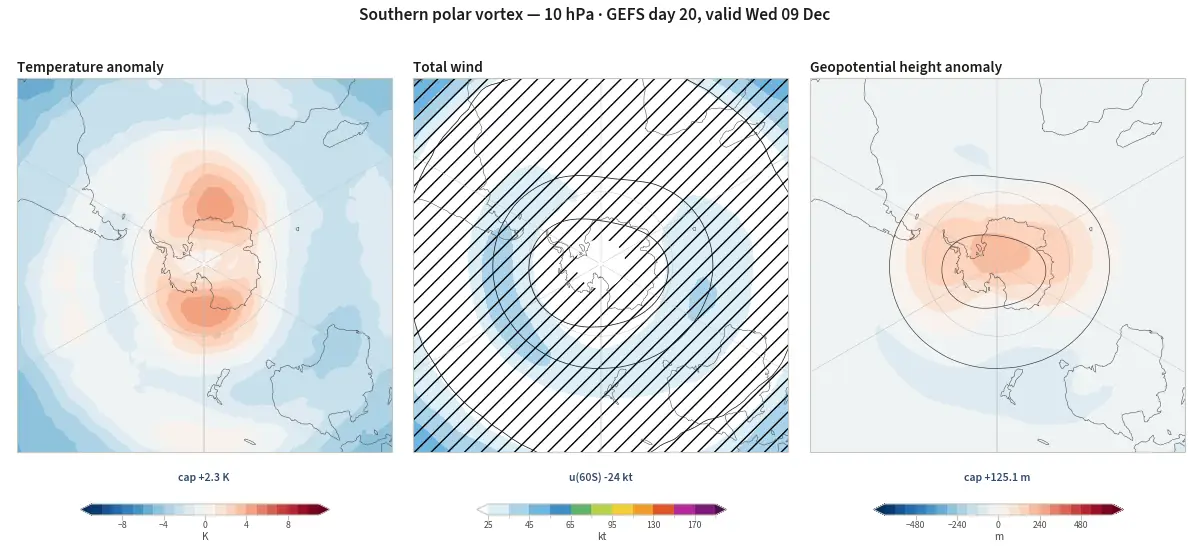 Southern polar vortex — 10 hPa · GEFS day 20, valid Wed 09 Dec
Temperature anomaly
Total wind
Geopotential height anomaly
cap +2.3 K
u(60S) -24 kt
cap +125.1 m
−8 −4 0 4 8
K
25 45 65 95 130 170
kt
−480 −240 0 240 480
m